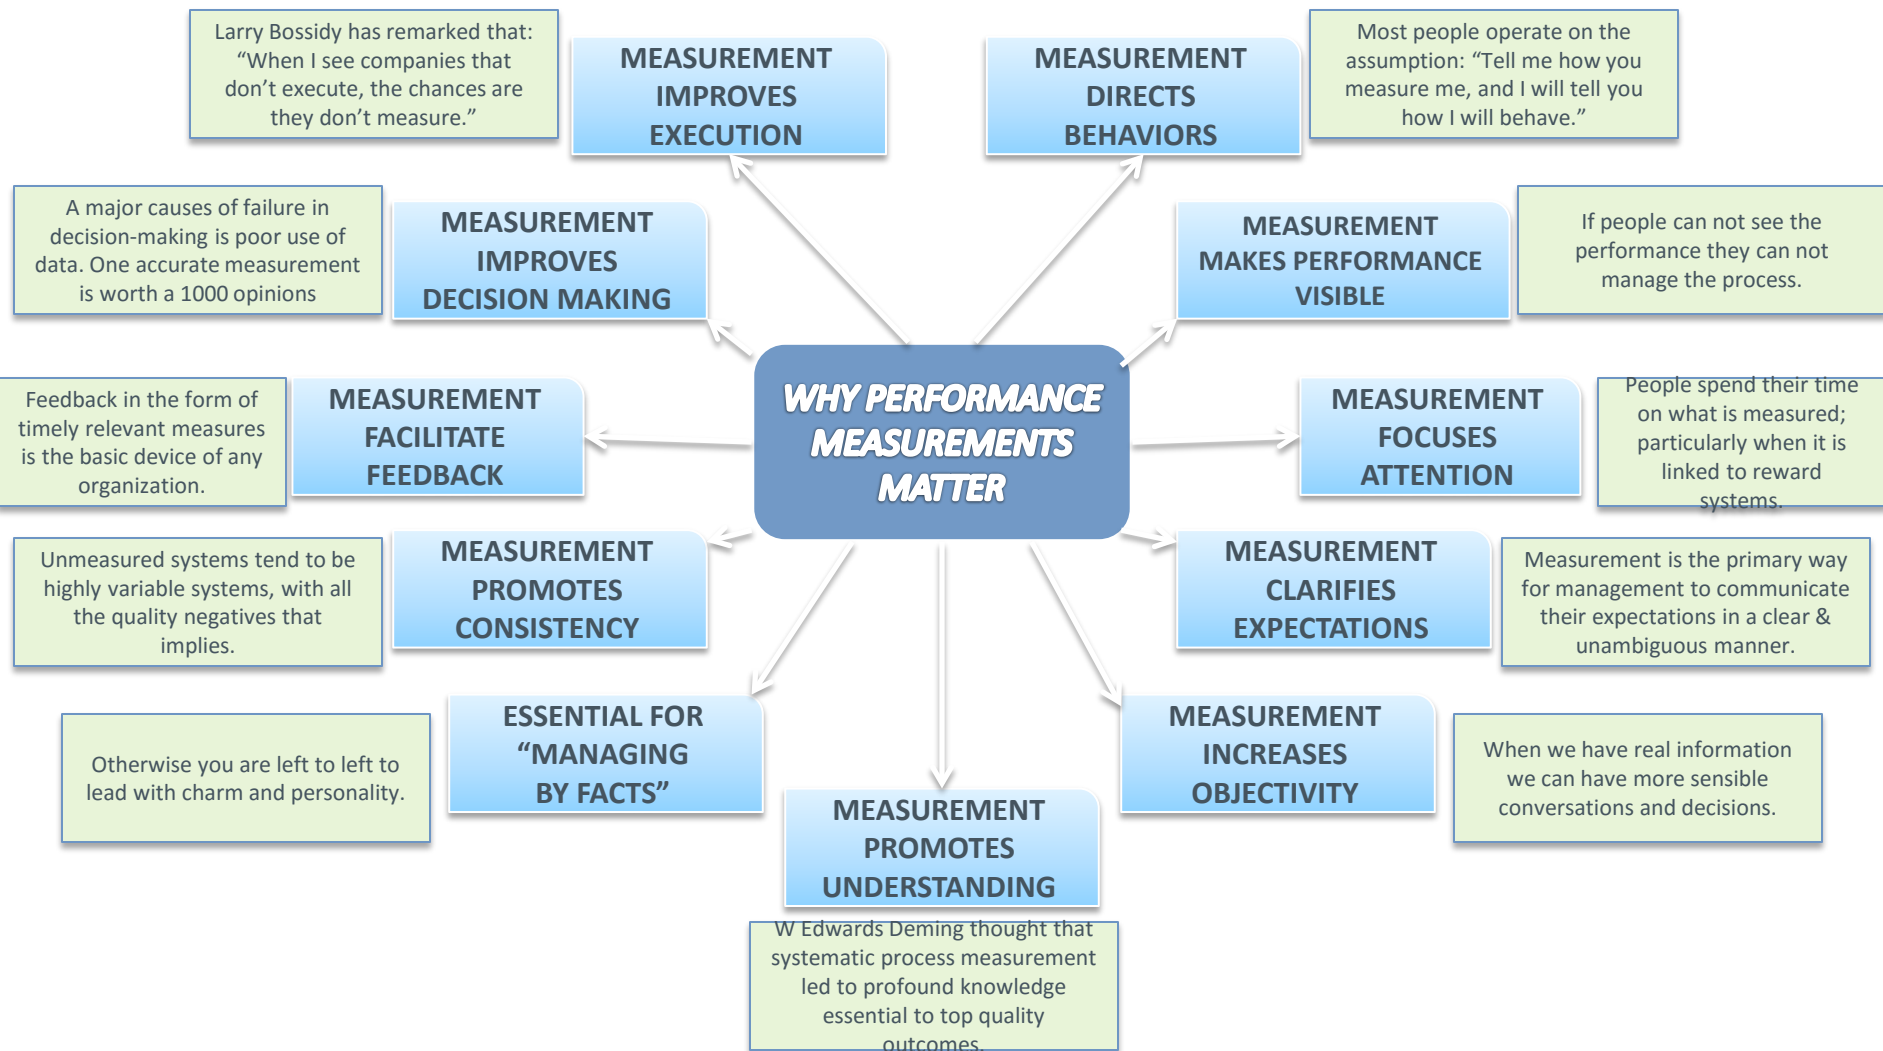 Larry Bossidy has remarked that:
“When I see companies that
don’t execute, the chances are
they don’t measure.”
MEASUREMENT
IMPROVES
EXECUTION
MEASUREMENT
DIRECTS
BEHAVIORS
Most people operate on the
assumption: “Tell me how you
measure me, and I will tell you
how I will behave.”
A major causes of failure in
decision-making is poor use of
data. One accurate measurement
is worth a 1000 opinions
MEASUREMENT
IMPROVES
DECISION MAKING
MEASUREMENT
MAKES PERFORMANCE
VISIBLE
If people can not see the
performance they can not
manage the process.
Feedback in the form of
timely relevant measures
is the basic device of any
organization.
MEASUREMENT
FACILITATE
FEEDBACK
WHY PERFORMANCE
MEASUREMENTS
MATTER
MEASUREMENT
FOCUSES
ATTENTION
People spend their time
on what is measured;
particularly when it is
linked to reward
systems.
Unmeasured systems tend to be
highly variable systems, with all
the quality negatives that
implies.
MEASUREMENT
PROMOTES
CONSISTENCY
MEASUREMENT
CLARIFIES
EXPECTATIONS
Measurement is the primary way
for management to communicate
their expectations in a clear &
unambiguous manner.
Otherwise you are left to left to
lead with charm and personality.
ESSENTIAL FOR
“MANAGING
BY FACTS”
MEASUREMENT
INCREASES
OBJECTIVITY
When we have real information
we can have more sensible
conversations and decisions.
MEASUREMENT
PROMOTES
UNDERSTANDING
W Edwards Deming thought that
systematic process measurement
led to profound knowledge
essential to top quality
outcomes.